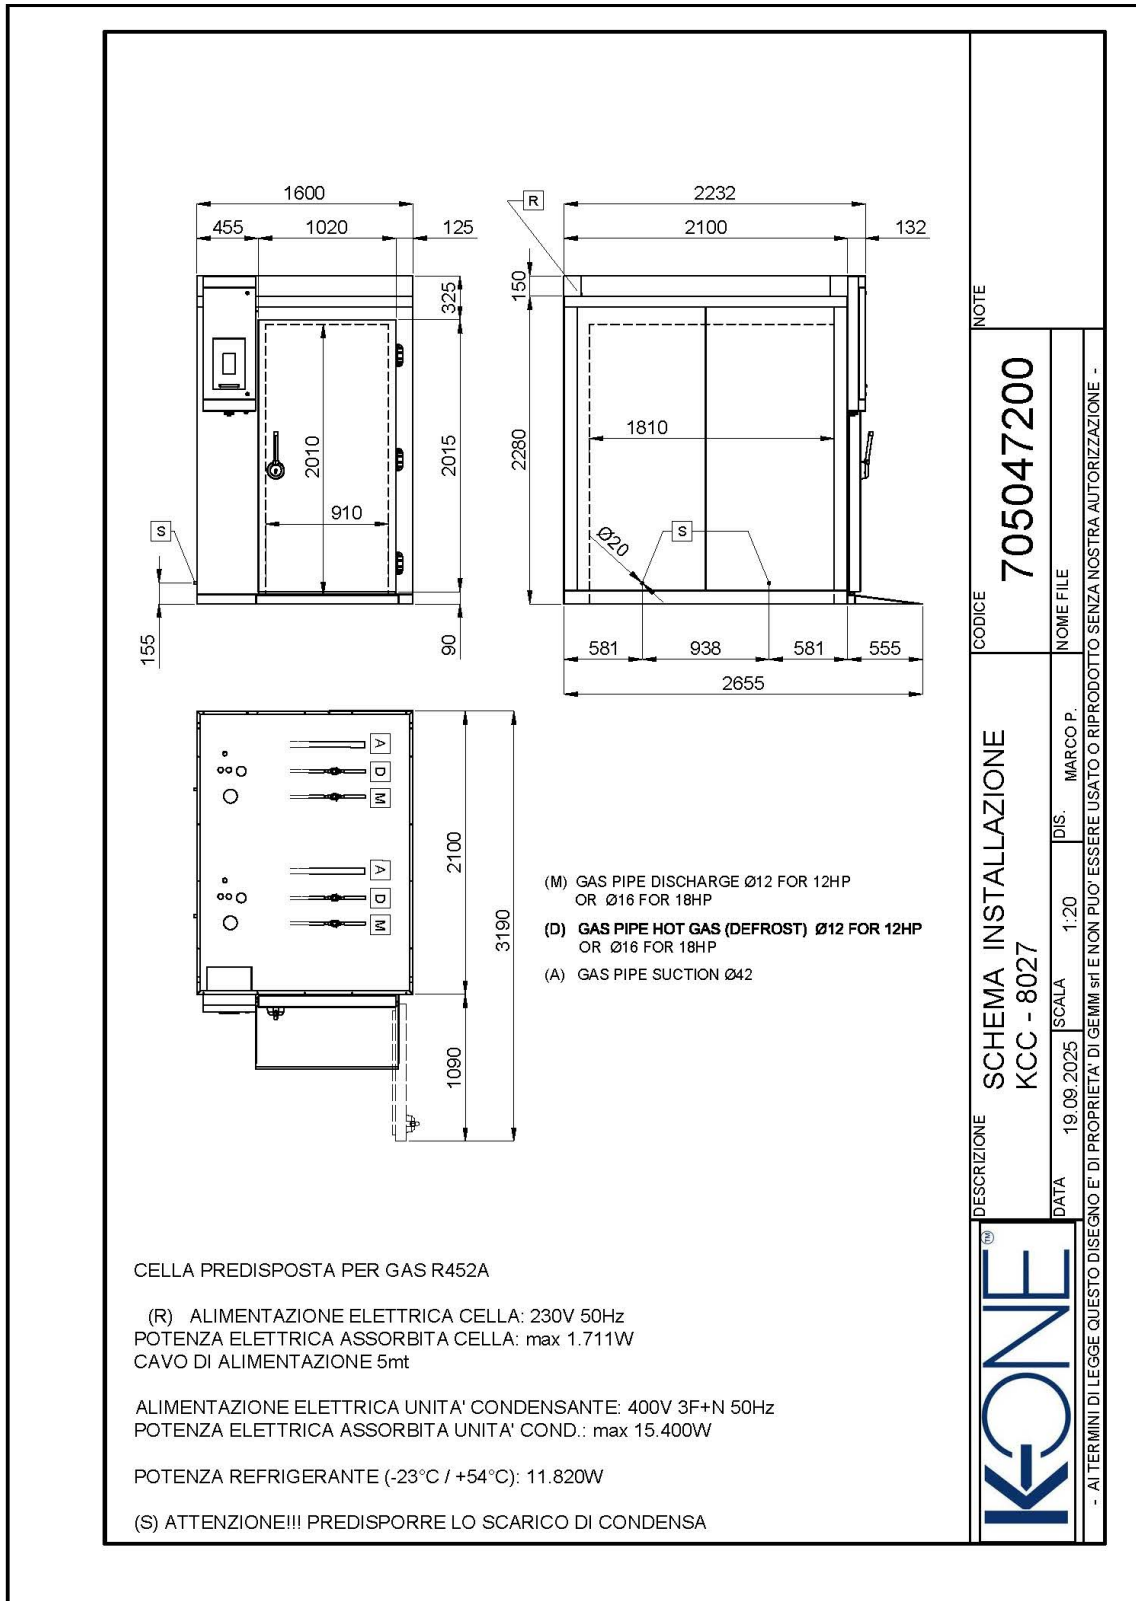 1600
455
1020
125
325
2015
2010
910
S
155
90
R
2232
2100
132
150
2280
1810
Ø20
S
581
938
581
555
2655
A
D
M
A
D
M
2100
3190
1090
(M) GAS PIPE DISCHARGE Ø12 FOR 12HP
OR Ø16 FOR 18HP
(D) GAS PIPE HOT GAS (DEFROST) Ø12 FOR 12HP
OR Ø16 FOR 18HP
(A) GAS PIPE SUCTION Ø42
CELLA PREDISPOSTA PER GAS R452A
(R) ALIMENTAZIONE ELETTRICA CELLA: 230V 50Hz
POTENZA ELETTRICA ASSORBITA CELLA: max 1.711W
CAVO DI ALIMENTAZIONE 5mt
ALIMENTAZIONE ELETTRICA UNITA' CONDENSANTE: 400V 3F+N 50Hz
POTENZA ELETTRICA ASSORBITA UNITA' COND.: max 15.400W
POTENZA REFRIGERANTE (-23°C / +54°C): 11.820W
(S) ATTENZIONE!!! PREDISPORRE LO SCARICO DI CONDENSA
K-ONE
TM
DESCRIZIONE
SCHEMA INSTALLAZIONE
KCC - 8027
CODICE
705047200
NOTE
DATA
19.09.2025
SCALA
1:20
DIS.
MARCO P.
NOME FILE
- AI TERMINI DI LEGGE QUESTO DISEGNO E' DI PROPRIETA' DI GEMM srl E NON PUO' ESSERE USATO O RIPRODOTTO SENZA NOSTRA AUTORIZZAZIONE -